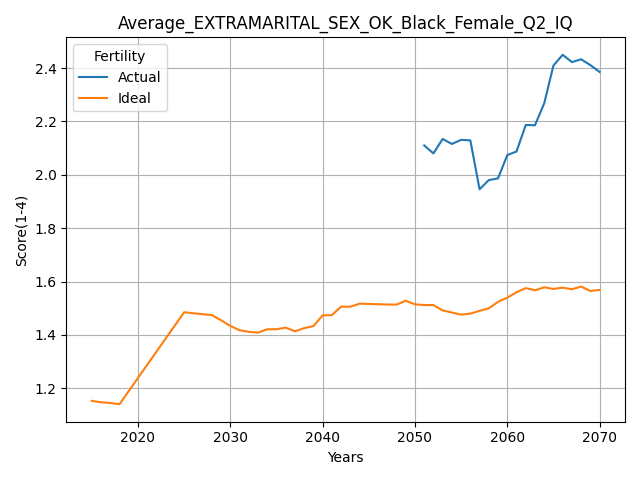 Average_EXTRAMARITAL_SEX_OK_Black_Female_Q2_IQ
Fertility
Actual
Ideal
Score(1-4)
2.4
2.2
2.0
1.8
1.6
1.4
1.2
2020 2030 2040 2050 2060 2070
Years